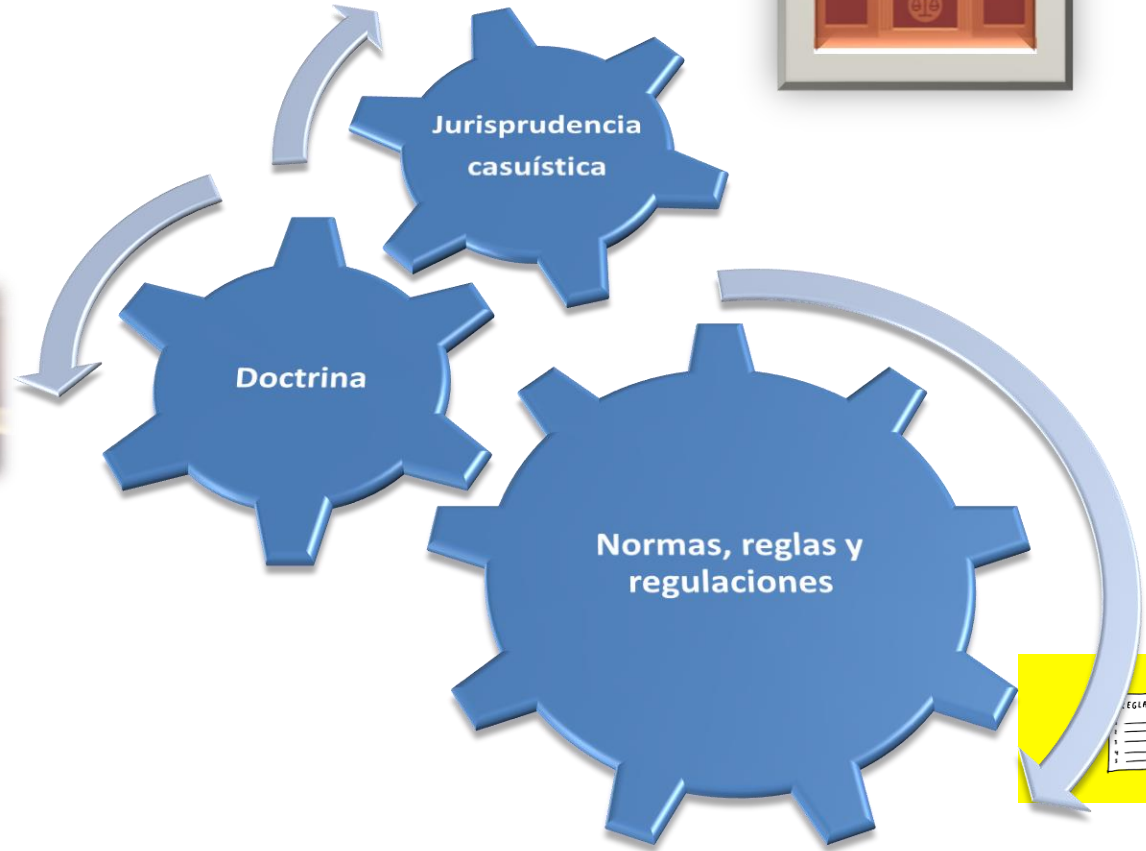 Jurisprudencia
casuística
Doctrina
Normas, reglas y
regulaciones